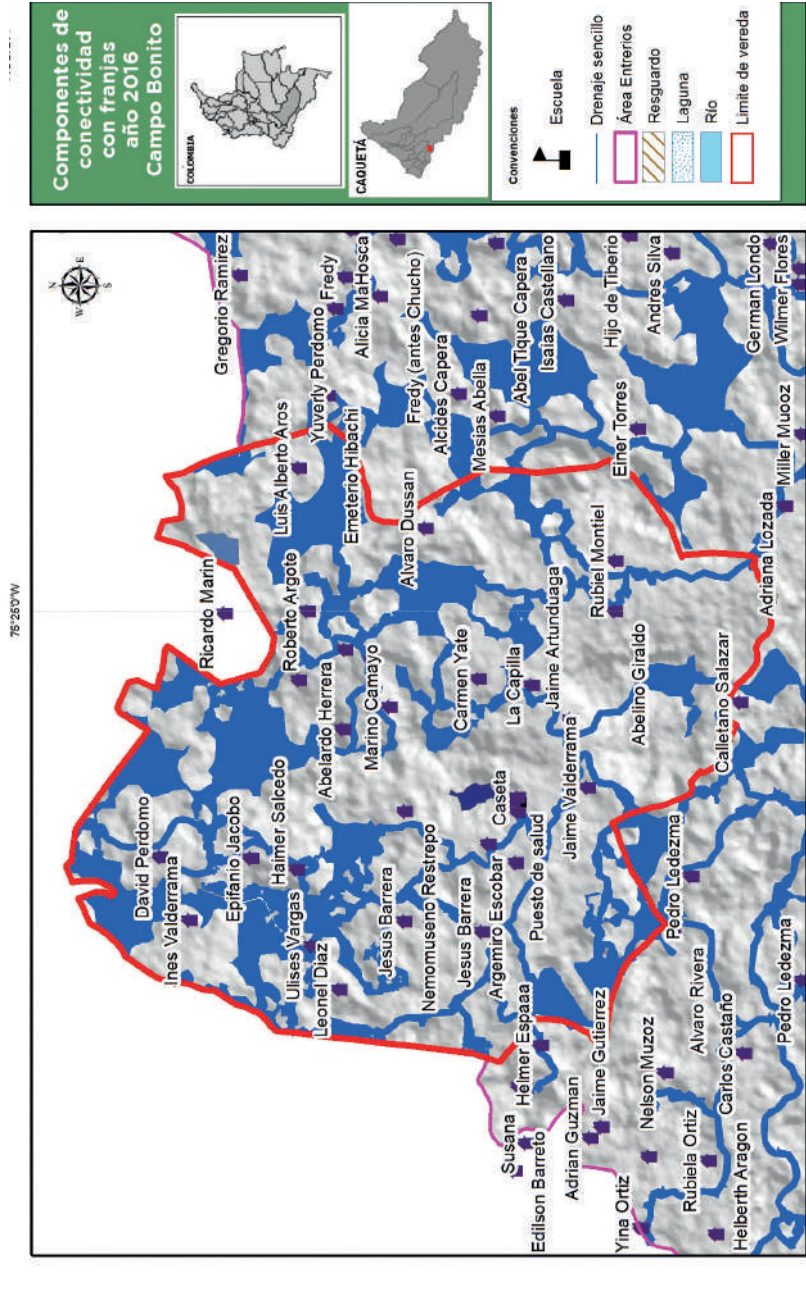 Componentes de
conectividad
con franjas
año 2016
Campo Bonito
COLOMBIA
CAQUETÁ
Convenciones
Escuela
Drenaje sencillo
Área Entrerios
Resguardo
Laguna
Río
Limite de vereda
75°25'0"W
N
W
E
S
Gregorio Ramirez
Ricardo Marin
David Perdomo
Ines Valderrama
Luis Alberto Aros
Yuverly Perdomo
Fredy
Roberto Argote
Epifanio Jacobo
Haimer Salcedo
Ulises Vargas
Leonel Diaz
Abelardo Herrera
Marino Camayo
Emeterio Hibachi
Alicia MaHosca
Alvaro Dussan
Fredy (antes Chucho)
Alcides Capera
Jesus Barrera
Nemomuseno Restrepo
Carmen Yate
Mesias Abella
Abel Tique Capera
Isaias Castellano
Jesus Barrera
Argemiro Escobar
Caseta
La Capilla
Puesto de salud
Jaime Artunduaga
Susana
Helmer Espaaa
Edilson Barreto
Adrian Guzman
Jaime Gutierrez
Jaime Valderrama
Rubiel Montiel
Einer Torres
Hijo de Tiberio
Andres Silva
Yina Ortiz
Nelson Muzoz
Pedro Ledezma
Abelino Giraldo
Rubiela Ortiz
Alvaro Rivera
Calletano Salazar
Helberth Aragon
Carlos Castaño
Adriana Lozada
German Londo
Wilmer Flores
Pedro Ledezma
Miller Muooz